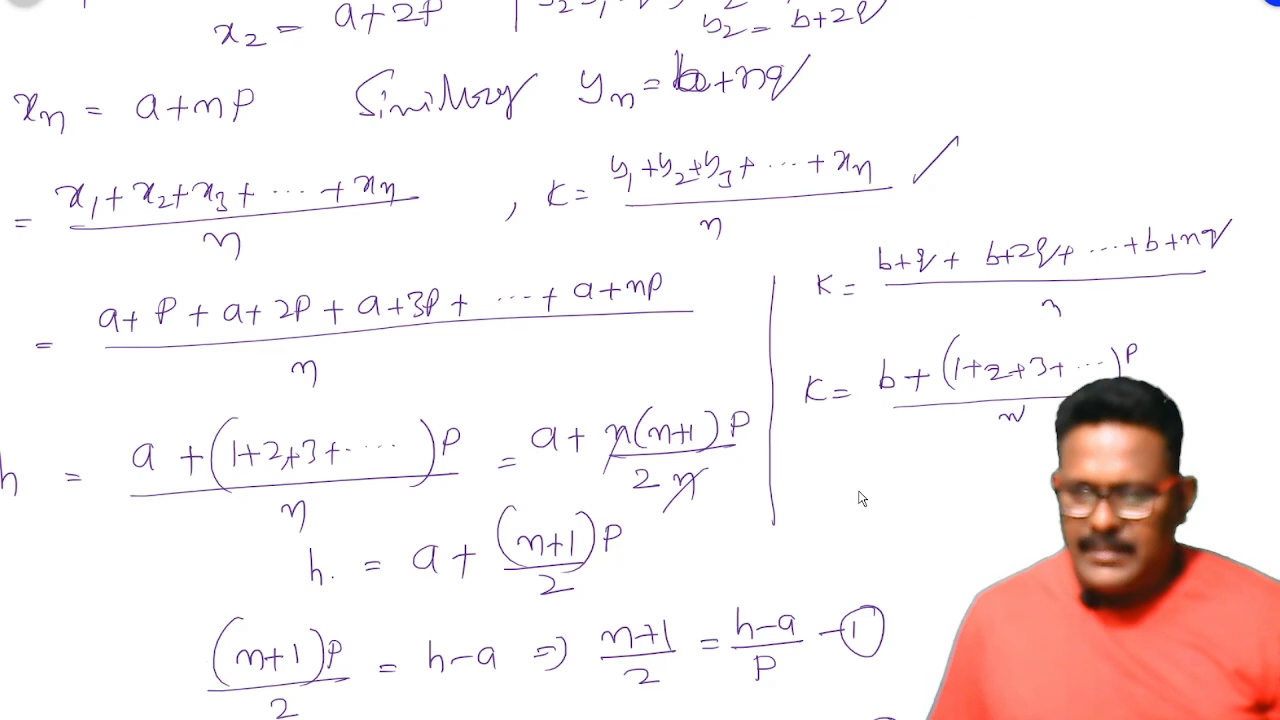 x₂ = a+2P
y₂ = b+2q
xₙ = a+nP Similarly yₙ = b+nq
= (x₁+x₂+x₃+⋯+xₙ)/n , K = (y₁+y₂+y₃+⋯+xₙ)/n ✓
= (a+P+a+2P+a+3P+⋯+a+nP)/n
h = (a+(1+2+3+⋯)P)/n = a+ n(n+1)P/2n
h. = a+ (n+1)P/2
(n+1)P/2 = h-a ⇒ (n+1)/2 = (h-a)/P -①
K = (b+q+b+2q+⋯+b+nq)/n
K = (b+(1+2+3+⋯)P)/n